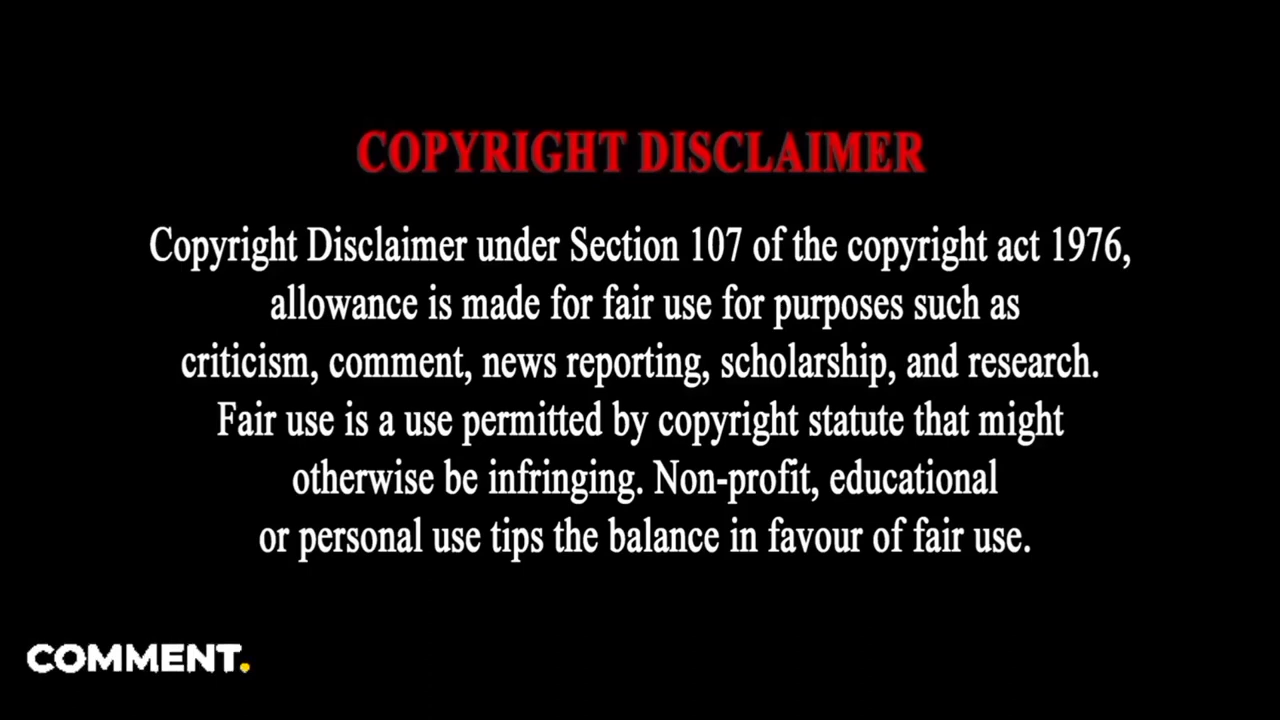 COPYRIGHT DISCLAIMER
Copyright Disclaimer under Section 107 of the copyright act 1976,
allowance is made for fair use for purposes such as
criticism, comment, news reporting, scholarship, and research.
Fair use is a use permitted by copyright statute that might
otherwise be infringing. Non-profit, educational
or personal use tips the balance in favour of fair use.
COMMENT.